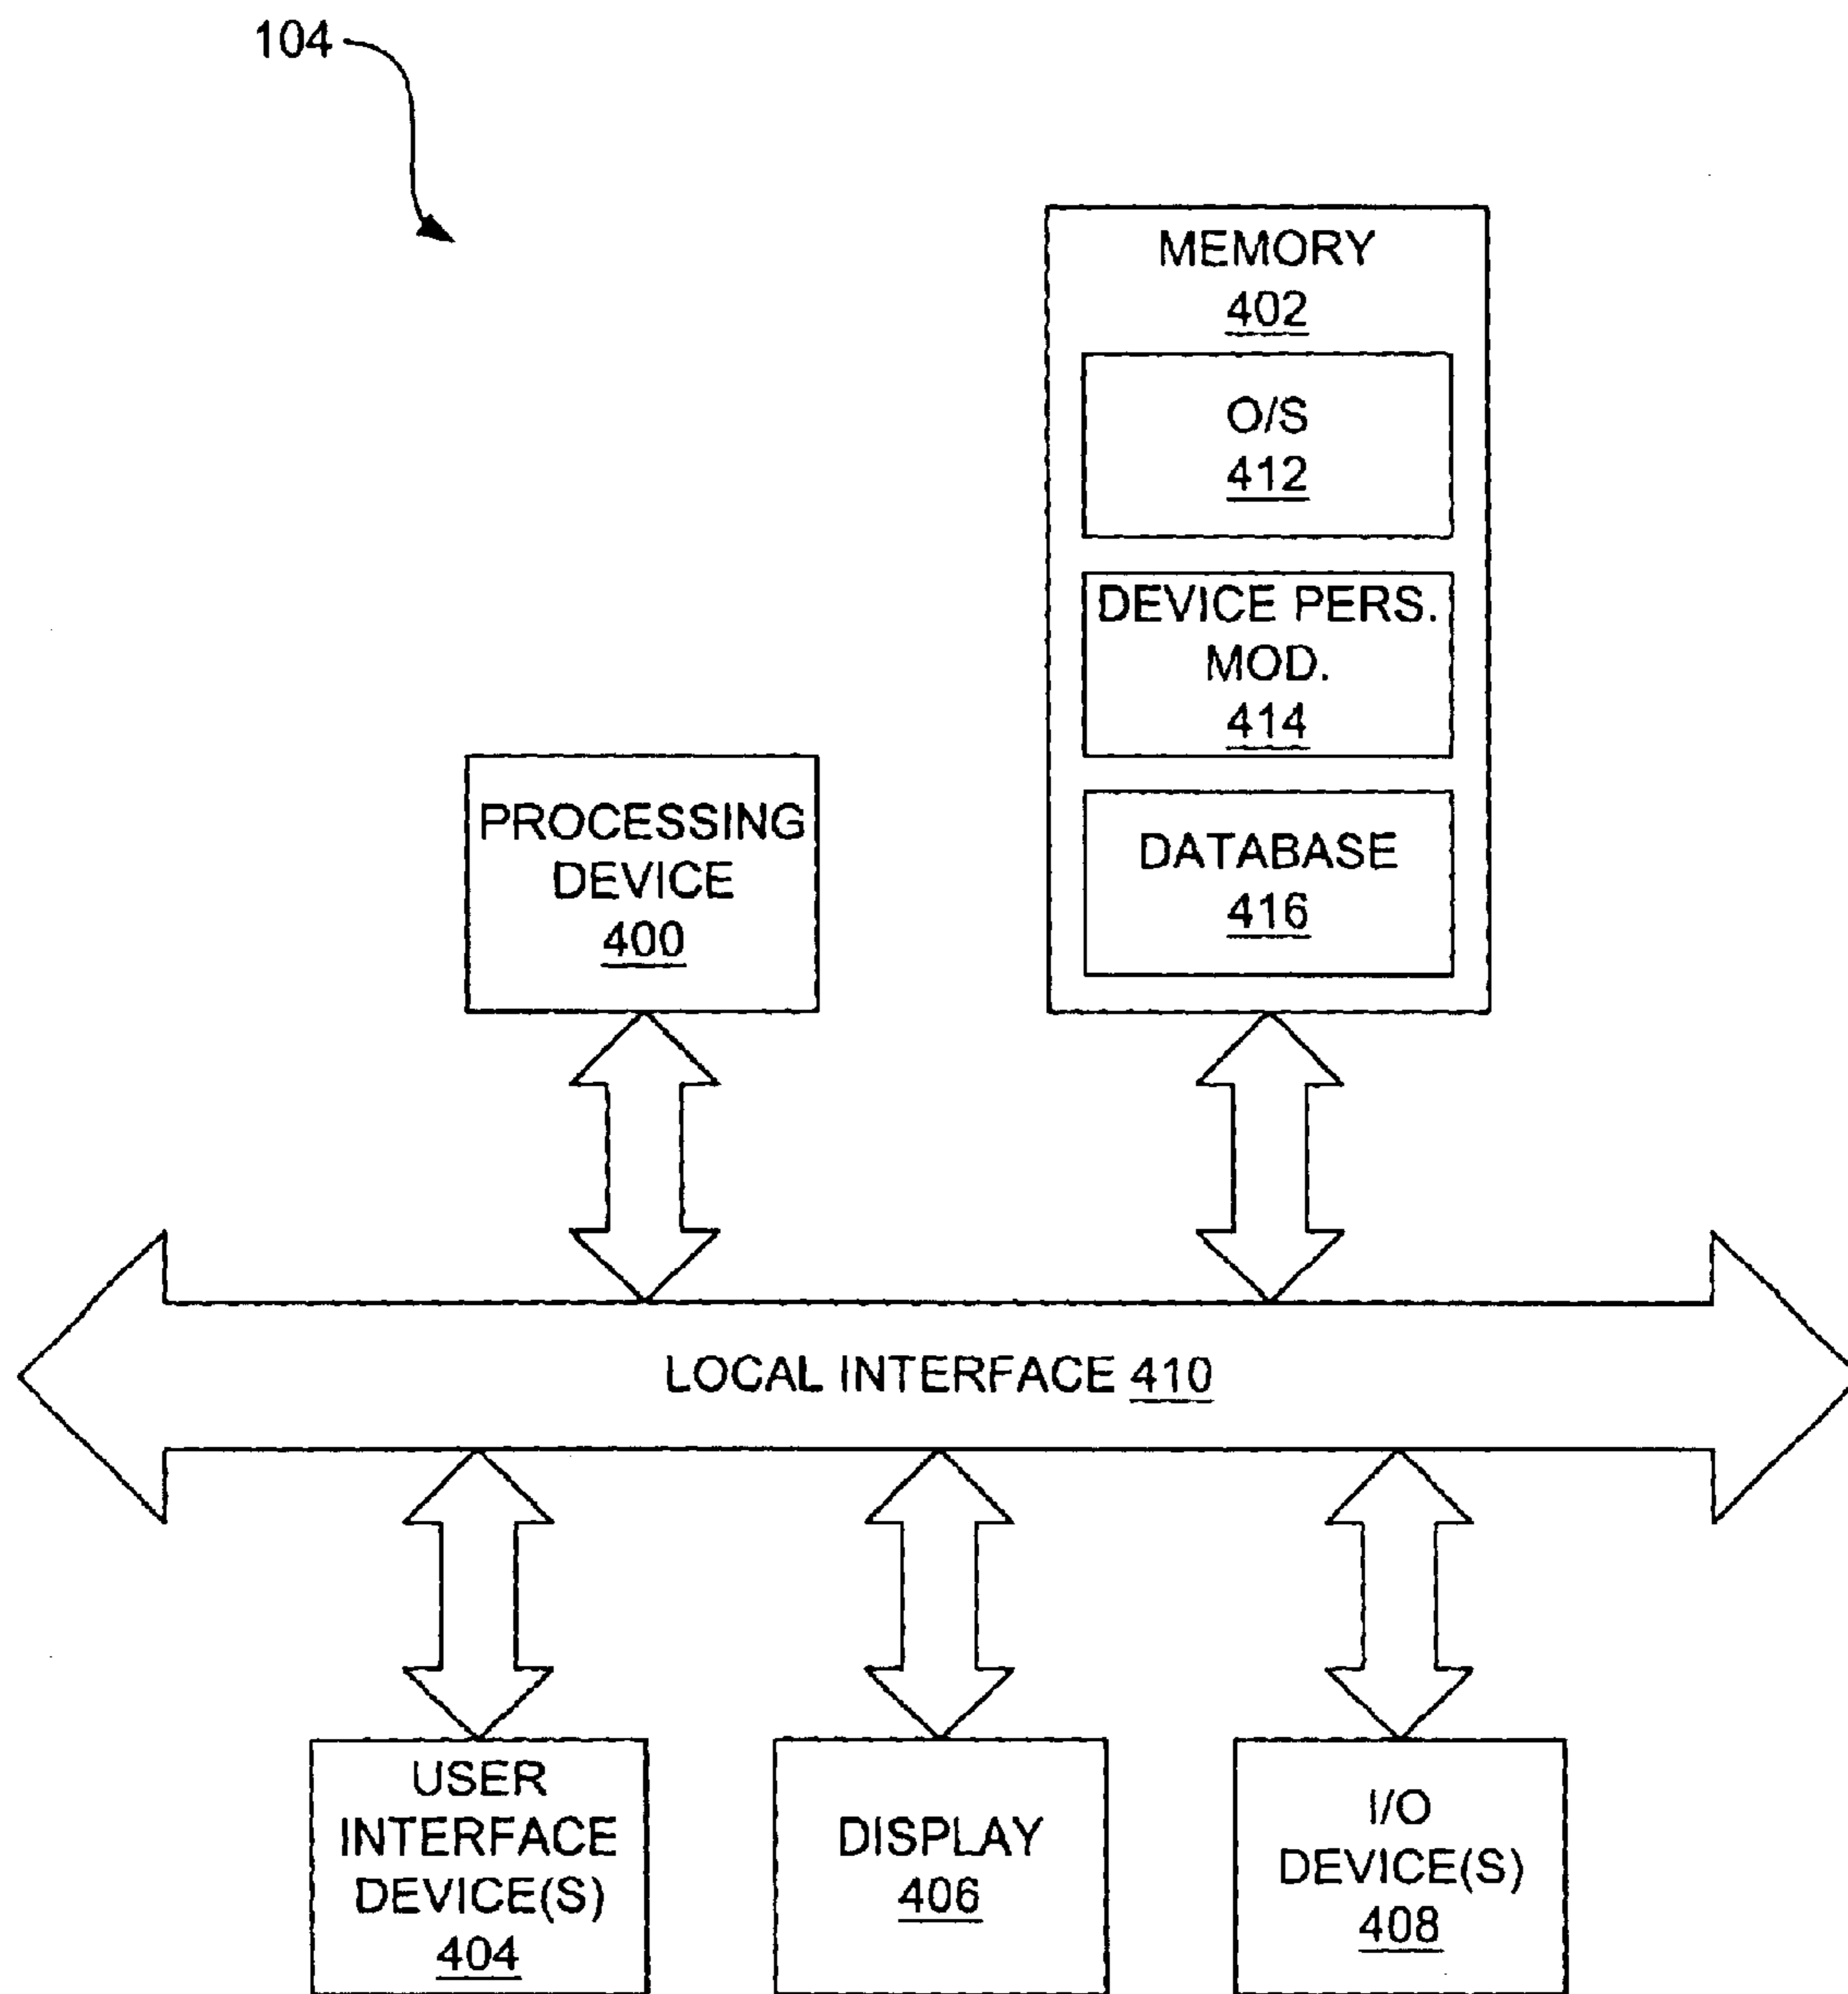 104
MEMORY
402
O/S
412
DEVICE PERS.
MOD.
414
DATABASE
416
PROCESSING
DEVICE
400
LOCAL INTERFACE 410
USER
INTERFACE
DEVICE(S)
404
DISPLAY
406
I/O
DEVICE(S)
408